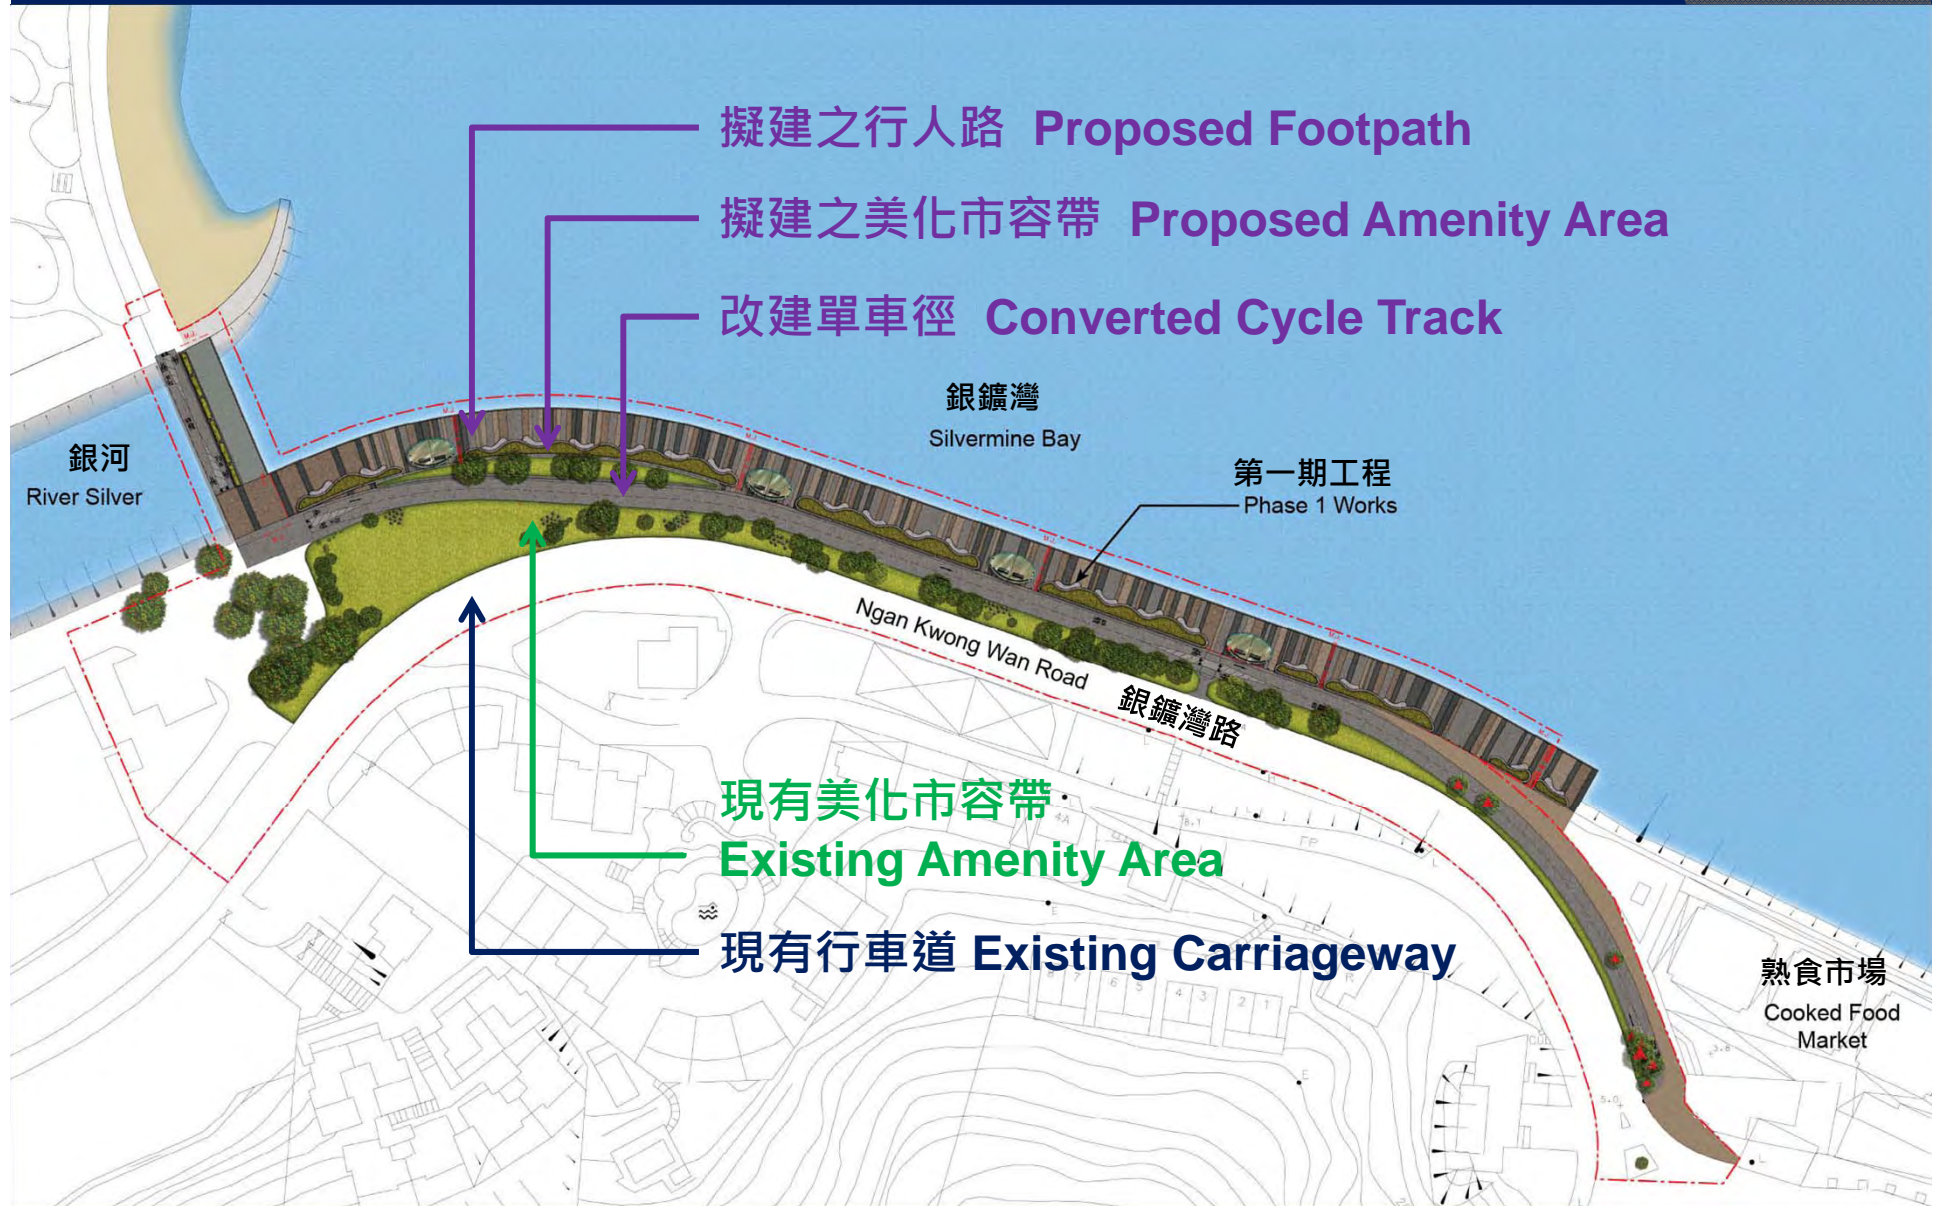 擬建之行人路 Proposed Footpath
擬建之美化市容帶 Proposed Amenity Area
改建單車徑 Converted Cycle Track
銀鑛灣
Silvermine Bay
銀河
River Silver
第一期工程
Phase 1 Works
Ngan Kwong Wan Road
銀鑛灣路
現有美化市容帶
Existing Amenity Area
現有行車道 Existing Carriageway
熟食市場
Cooked Food
Market